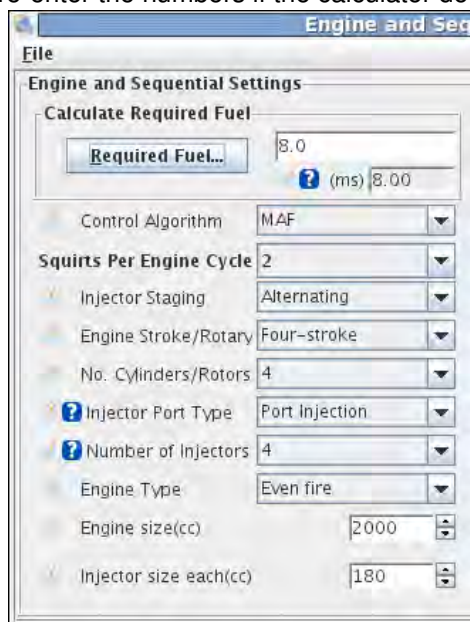 Engine and Seq
File
Engine and Sequential Settings
Calculate Required Fuel
Required Fuel... 8.0
? (ms) 8.00
Control Algorithm MAF
Squirts Per Engine Cycle 2
Injector Staging Alternating
Engine Stroke/Rotary Four-stroke
No. Cylinders/Rotors 4
? Injector Port Type Port Injection
? Number of Injectors 4
Engine Type Even fire
Engine size(cc) 2000
Injector size each(cc) 180